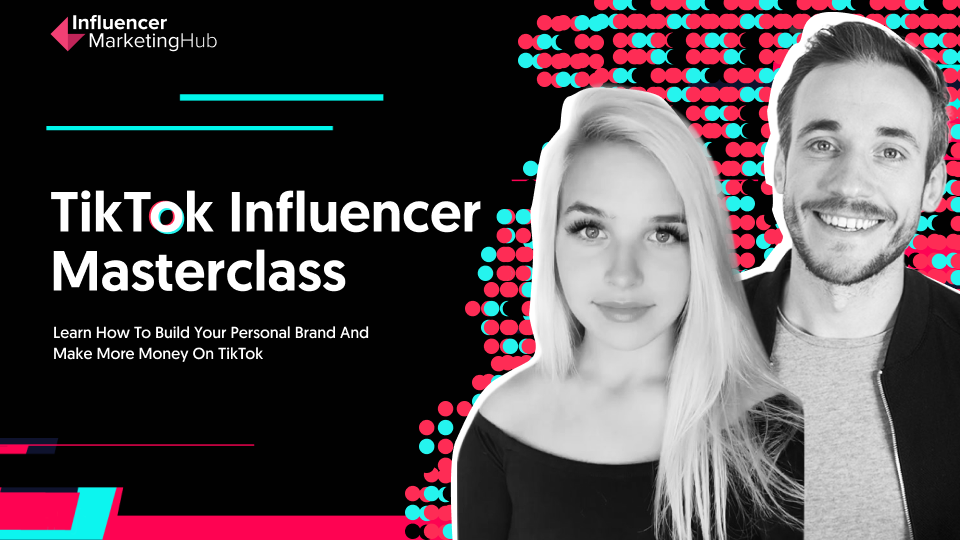 Influencer
MarketingHub
TikTok Influencer
Masterclass
Learn How To Build Your Personal Brand And
Make More Money On TikTok